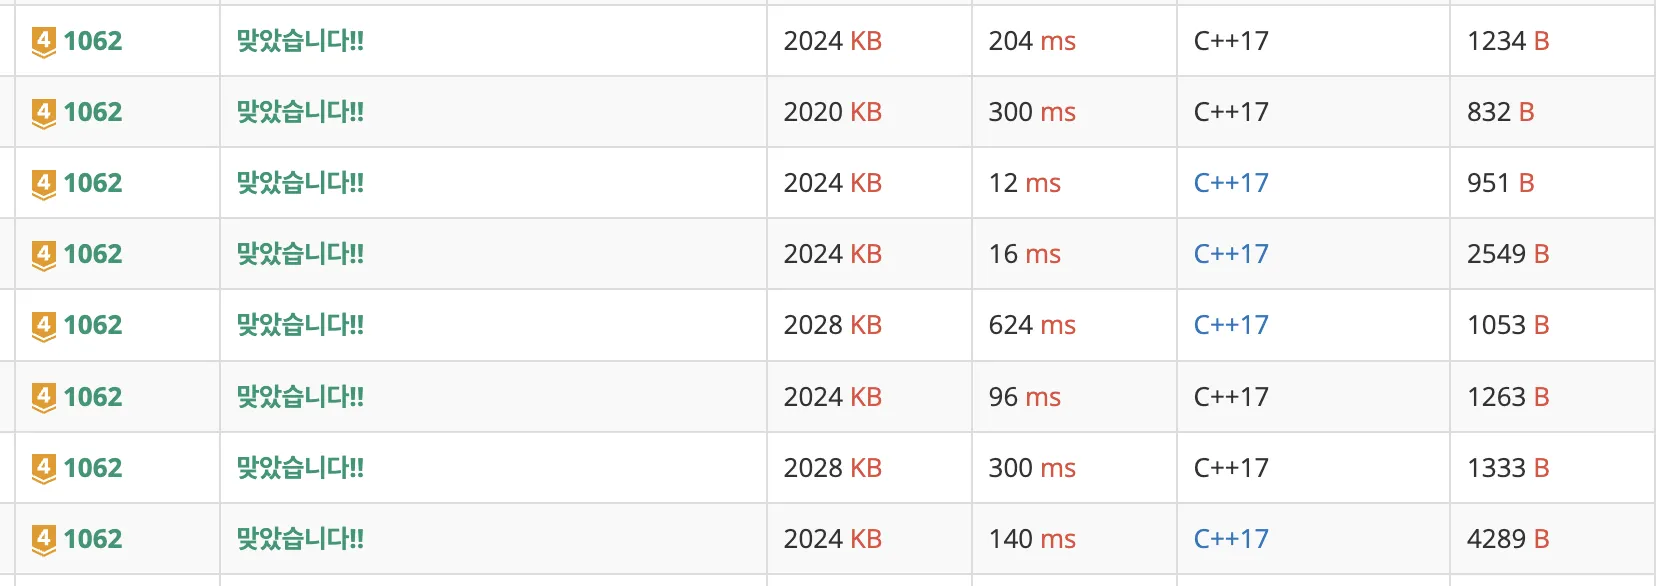 4 1062 맞았습니다!! 2024 KB 204 ms C++17 1234 B
4 1062 맞았습니다!! 2020 KB 300 ms C++17 832 B
4 1062 맞았습니다!! 2024 KB 12 ms C++17 951 B
4 1062 맞았습니다!! 2024 KB 16 ms C++17 2549 B
4 1062 맞았습니다!! 2028 KB 624 ms C++17 1053 B
4 1062 맞았습니다!! 2024 KB 96 ms C++17 1263 B
4 1062 맞았습니다!! 2028 KB 300 ms C++17 1333 B
4 1062 맞았습니다!! 2024 KB 140 ms C++17 4289 B